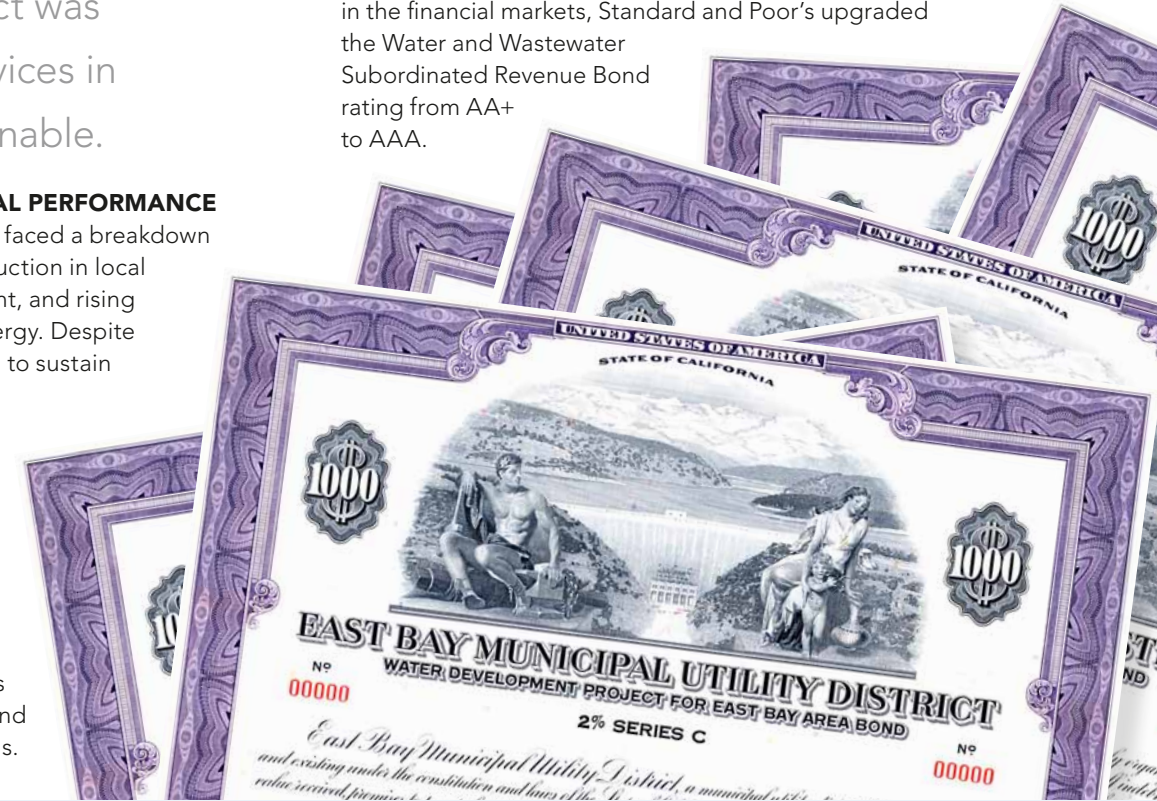 ct was
vices in
nable.
AL PERFORMANCE
faced a breakdown
uction in local
nt, and rising
ergy. Despite
to sustain
s
nd
s.
in the financial markets, Standard and Poor’s upgraded
the Water and Wastewater
Subordinated Revenue Bond
rating from AA+
to AAA.
1000
UNITED STATES OF AMERICA
STATE OF CALIFORNIA
UNITED STATES OF AMERICA
STATE OF CALIFORNIA
1000
1000
10
EAST BAY MUNICIPAL UTILITY DISTRICT
WATER DEVELOPMENT PROJECT FOR EAST BAY AREA BOND
2% SERIES C
Nº
00000
Nº
00000
East Bay Municipal Utility District, a municipal
and existing under the constitution and laws of the
value received, promises to